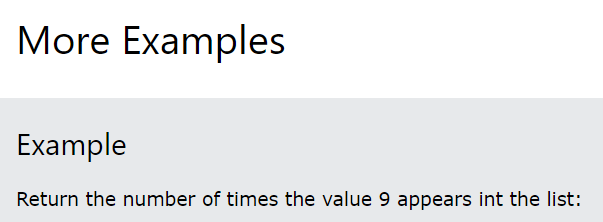 More Examples
Example
Return the number of times the value 9 appears int the list: